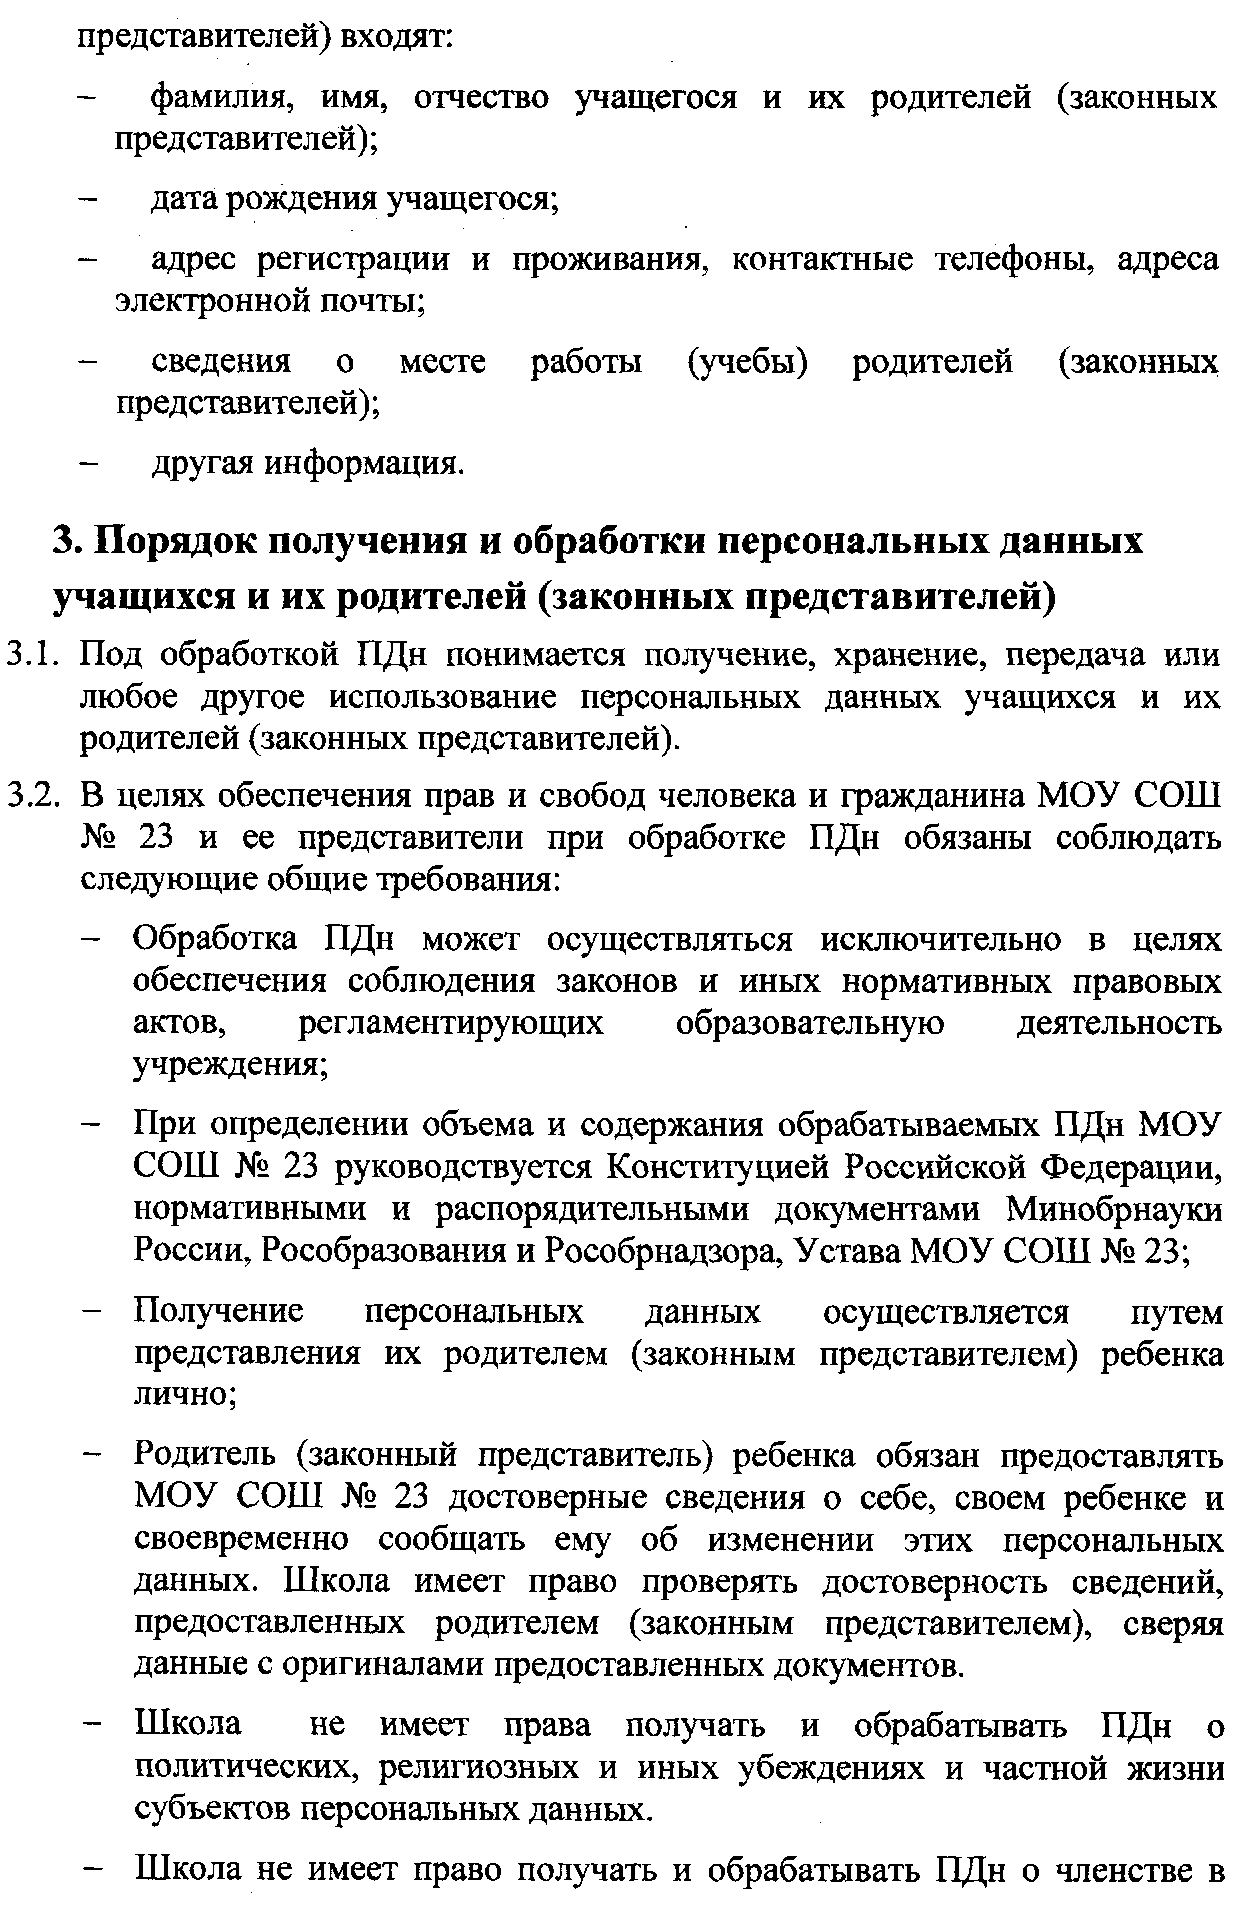 представителей) входят:
– фамилия, имя, отчество учащегося и их родителей (законных
представителей);
– дата рождения учащегося;
– адрес регистрации и проживания, контактные телефоны, адреса
электронной почты;
– сведения о месте работы (учебы) родителей (законных
представителей);
– другая информация.
3. Порядок получения и обработки персональных данных
учащихся и их родителей (законных представителей)
3.1. Под обработкой ПДн понимается получение, хранение, передача или
любое другое использование персональных данных учащихся и их
родителей (законных представителей).
3.2. В целях обеспечения прав и свобод человека и гражданина МОУ СОШ
№ 23 и ее представители при обработке ПДн обязаны соблюдать
следующие общие требования:
– Обработка ПДн может осуществляться исключительно в целях
обеспечения соблюдения законов и иных нормативных правовых
актов, регламентирующих образовательную деятельность
учреждения;
– При определении объема и содержания обрабатываемых ПДн МОУ
СОШ № 23 руководствуется Конституцией Российской Федерации,
нормативными и распорядительными документами Минобрнауки
России, Рособразования и Рособрнадзора, Устава МОУ СОШ № 23;
– Получение персональных данных осуществляется путем
представления их родителем (законным представителем) ребенка
лично;
– Родитель (законный представитель) ребенка обязан предоставлять
МОУ СОШ № 23 достоверные сведения о себе, своем ребенке и
своевременно сообщать ему об изменении этих персональных
данных. Школа имеет право проверять достоверность сведений,
предоставленных родителем (законным представителем), сверяя
данные с оригиналами предоставленных документов.
– Школа не имеет права получать и обрабатывать ПДн о
политических, религиозных и иных убеждениях и частной жизни
субъектов персональных данных.
– Школа не имеет право получать и обрабатывать ПДн о членстве в